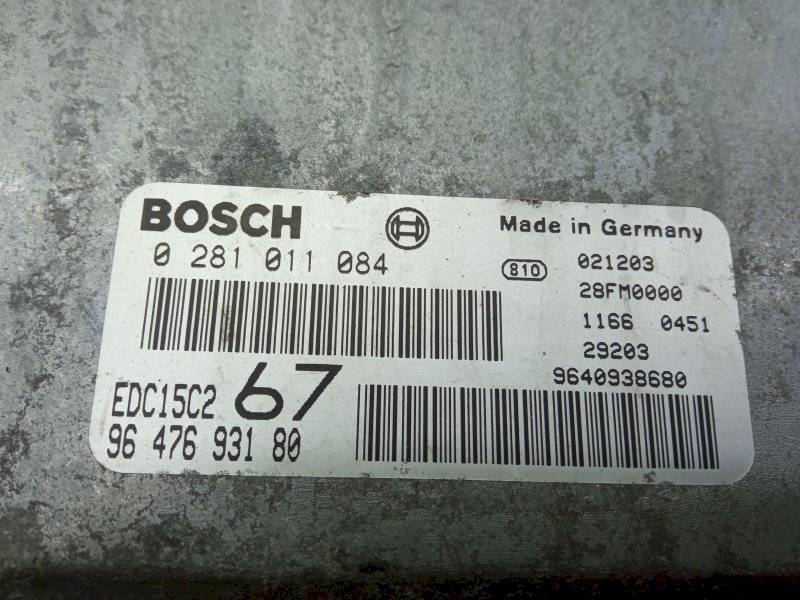 BOSCH
Made in Germany
0 281 011 084
810
021203
28FM0000
1166 0451
29203
9640938680
EDC15C2
67
96 476 931 80